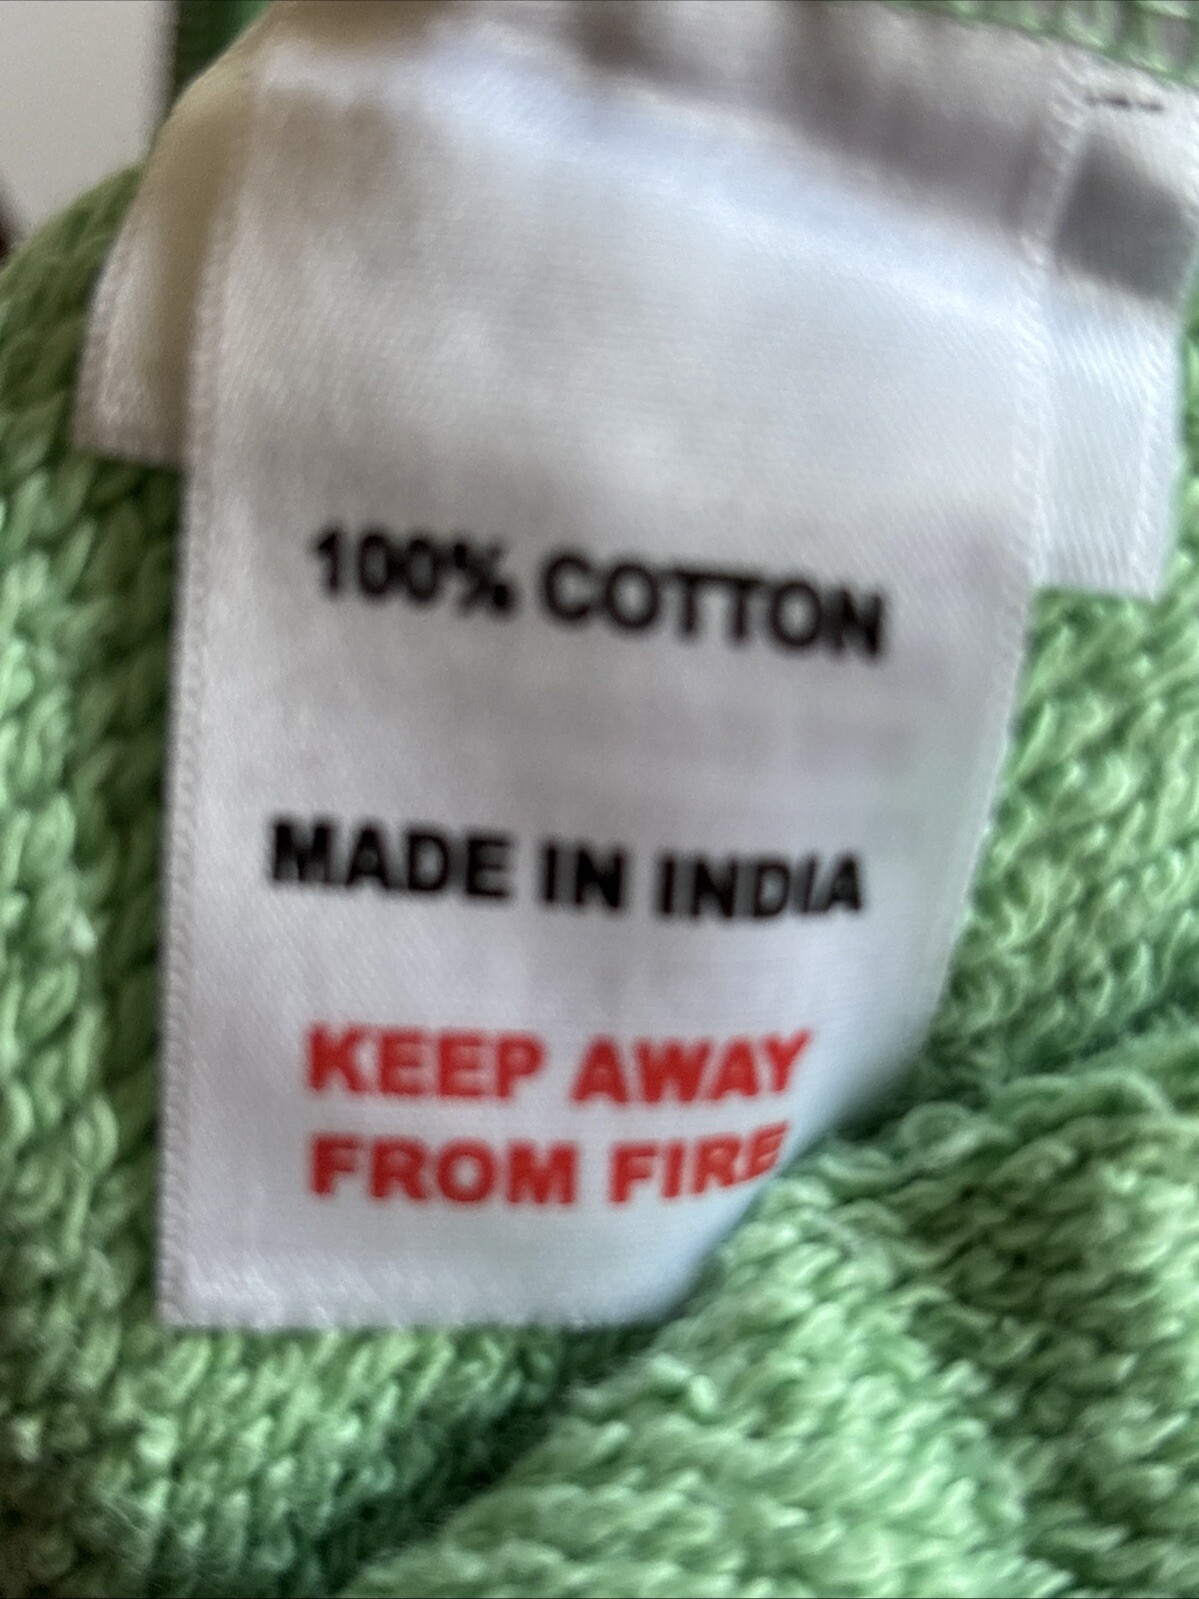 100% COTTON
MADE IN INDIA
KEEP AWAY
FROM FIRE